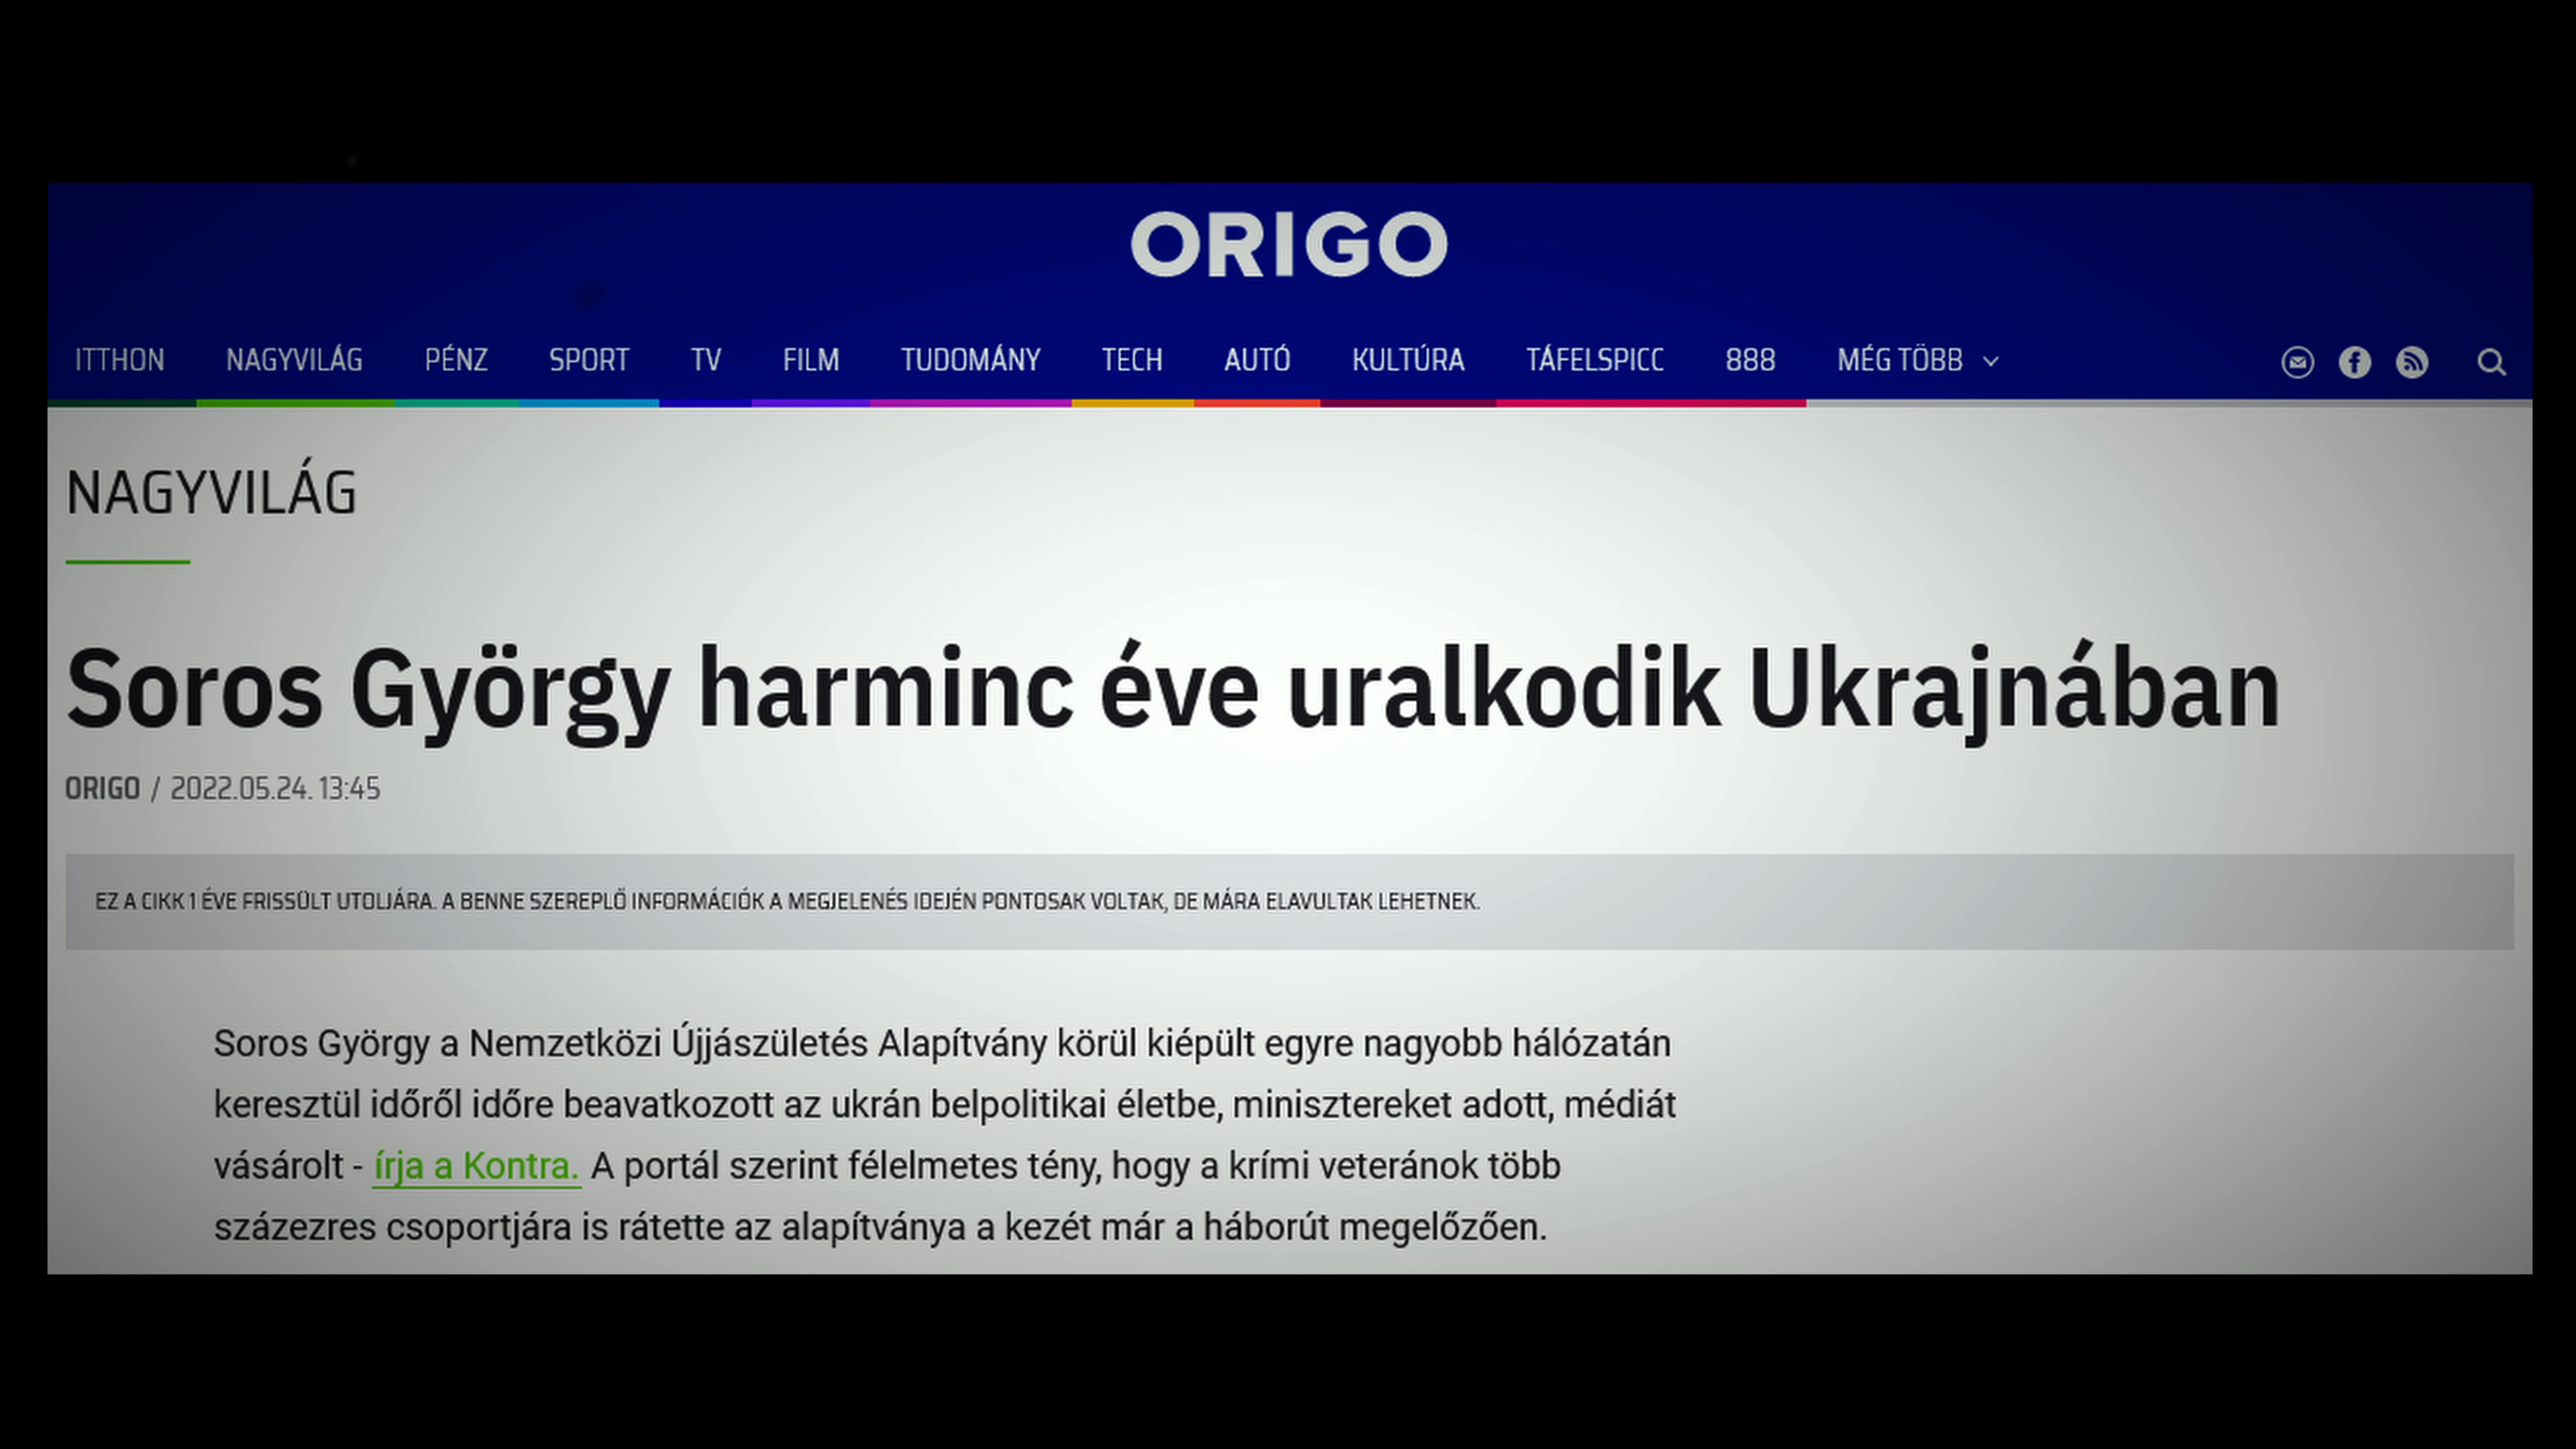 ORIGO
ITTHON NAGYVILÁG PÉNZ SPORT TV FILM TUDOMÁNY TECH AUTÓ KULTÚRA TÁFELSPICC 888 MÉG TÖBB
NAGYVILÁG
Soros György harminc éve uralkodik Ukrajnában
ORIGO / 2022.05.24. 13:45
EZ A CIKK 1 ÉVE FRISSÜLT UTOLJÁRA. A BENNE SZEREPLŐ INFORMÁCIÓK A MEGJELENÉS IDEJÉN PONTOSAK VOLTAK, DE MÁRA ELAVULTAK LEHETNEK.
Soros György a Nemzetközi Újjászületés Alapítvány körül kiépült egyre nagyobb hálózatán
keresztül időről időre beavatkozott az ukrán belpolitikai életbe, minisztereket adott, médiát
vásárolt - írja a Kontra. A portál szerint félelmetes tény, hogy a krími veteránok több
százezres csoportjára is rátette az alapítványa a kezét már a háborút megelőzően.